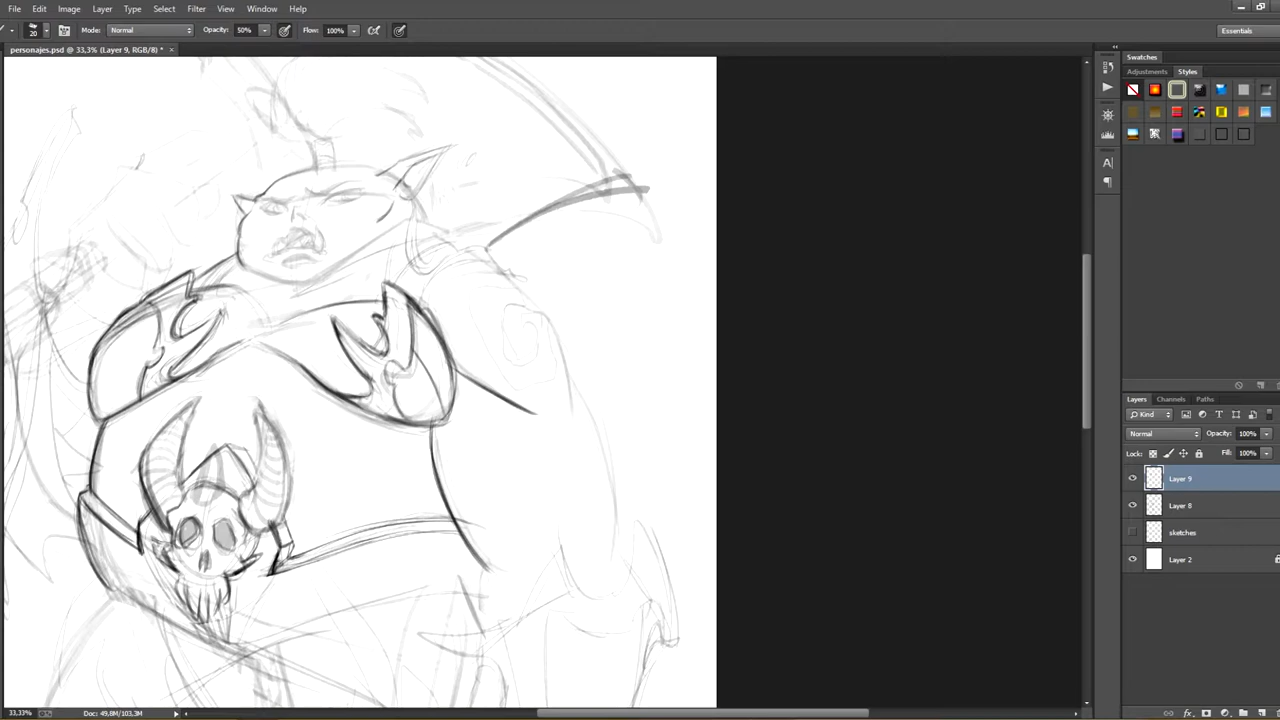 File Edit Image Layer Type Select Filter View Window Help
20 Mode: Normal Opacity: 50% Flow: 100% Essentials
personajes.psd @ 33,3% (Layer 9, RGB/8) * ×
Swatches
Adjustments Styles
A|
¶
Layers Channels Paths
Kind
Normal Opacity: 100%
Lock: Fill: 100%
Layer 9
Layer 8
sketches
Layer 2
fx
33,33% Doc: 49,8M/103,3M